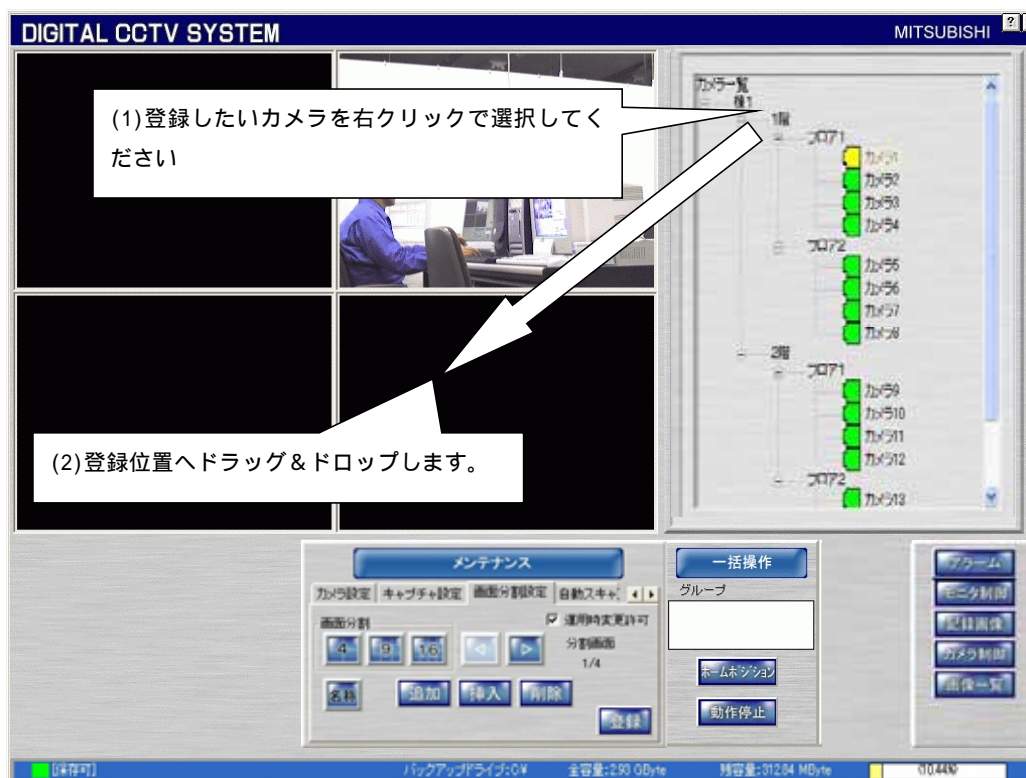 DIGITAL CCTV SYSTEM
MITSUBISHI
?
(1)登録したいカメラを右クリックで選択してく
ださい
(2)登録位置へドラッグ&ドロップします。
カメラ一覧
棟1
1階
フロア1
カメラ1
カメラ2
カメラ3
カメラ4
フロア2
カメラ5
カメラ6
カメラ7
カメラ8
2階
フロア1
カメラ9
カメラ10
カメラ11
カメラ12
フロア2
カメラ13
メンテナンス
カメラ設定
キャプチャ設定
画面分割設定
自動スキャ
画面分割
運用時変更許可
4
9
16
分割画面
1/4
名称
追加
挿入
削除
登録
一括操作
グループ
ホームポジション
動作停止
アラーム
モニタ制御
記録画像
カメラ制御
画像一覧
[保存可]
バックアップドライブ:C¥
全容量:2.93 GByte
残容量:312.84 MByte